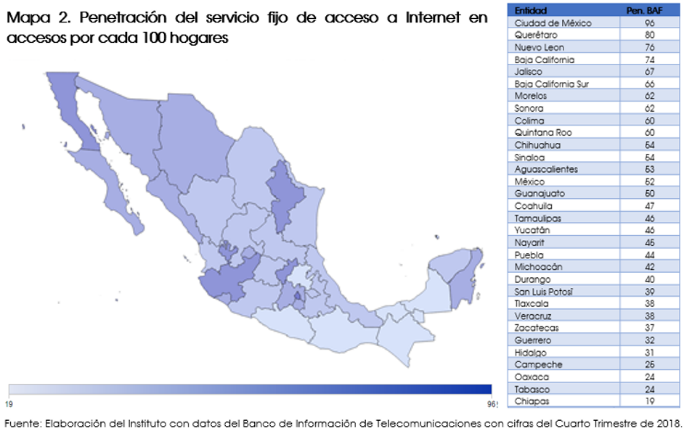 Mapa 2. Penetración del servicio fijo de acceso a Internet en
accesos por cada 100 hogares
Entidad Pen. BAF
Ciudad de México 96
Querétaro 80
Nuevo Leon 76
Baja California 74
Jalisco 67
Baja California Sur 66
Morelos 62
Sonora 62
Colima 60
Quintana Roo 60
Chihuahua 54
Sinaloa 54
Aguascalientes 53
México 52
Guanajuato 50
Coahuila 47
Tamaulipas 46
Yucatán 46
Nayarit 45
Puebla 44
Michoacán 42
Durango 40
San Luis Potosí 39
Tlaxcala 38
Veracruz 38
Zacatecas 37
Guerrero 32
Hidalgo 31
Campeche 25
Oaxaca 24
Tabasco 24
Chiapas 19
19 96
Fuente: Elaboración del Instituto con datos del Banco de Información de Telecomunicaciones con cifras del Cuarto Trimestre de 2018.